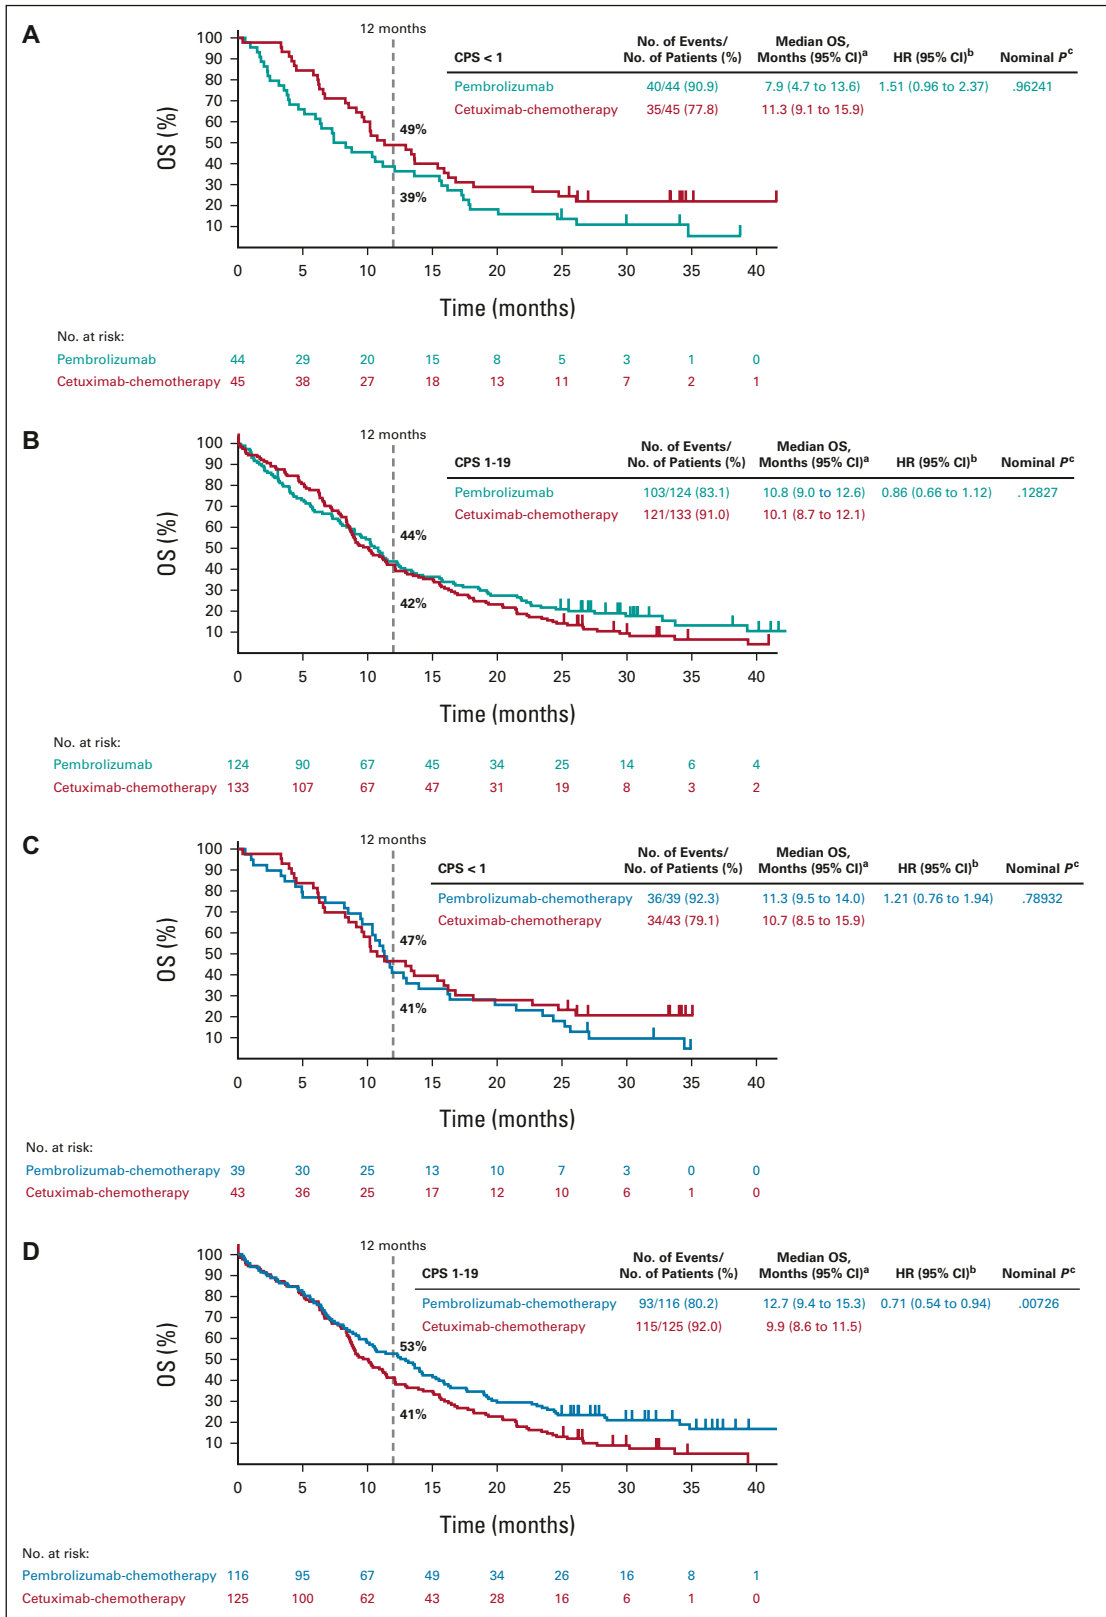 A
12 months
CPS < 1
No. of Events/
No. of Patients (%)
Median OS,
Months (95% CI)a
HR (95% CI)b
Nominal Pc
Pembrolizumab 40/44 (90.9) 7.9 (4.7 to 13.6) 1.51 (0.96 to 2.37) .96241
Cetuximab-chemotherapy 35/45 (77.8) 11.3 (9.1 to 15.9)
OS (%)
100
90
80
70
60
50
40
30
20
10
49%
39%
0 5 10 15 20 25 30 35 40
Time (months)
No. at risk:
Pembrolizumab 44 29 20 15 8 5 3 1 0
Cetuximab-chemotherapy 45 38 27 18 13 11 7 2 1
B
12 months
CPS 1-19
No. of Events/
No. of Patients (%)
Median OS,
Months (95% CI)a
HR (95% CI)b
Nominal Pc
Pembrolizumab 103/124 (83.1) 10.8 (9.0 to 12.6) 0.86 (0.66 to 1.12) .12827
Cetuximab-chemotherapy 121/133 (91.0) 10.1 (8.7 to 12.1)
OS (%)
100
90
80
70
60
50
40
30
20
10
44%
42%
0 5 10 15 20 25 30 35 40
Time (months)
No. at risk:
Pembrolizumab 124 90 67 45 34 25 14 6 4
Cetuximab-chemotherapy 133 107 67 47 31 19 8 3 2
C
12 months
CPS < 1
No. of Events/
No. of Patients (%)
Median OS,
Months (95% CI)a
HR (95% CI)b
Nominal Pc
Pembrolizumab-chemotherapy 36/39 (92.3) 11.3 (9.5 to 14.0) 1.21 (0.76 to 1.94) .78932
Cetuximab-chemotherapy 34/43 (79.1) 10.7 (8.5 to 15.9)
OS (%)
100
90
80
70
60
50
40
30
20
10
47%
41%
0 5 10 15 20 25 30 35 40
Time (months)
No. at risk:
Pembrolizumab-chemotherapy 39 30 25 13 10 7 3 0 0
Cetuximab-chemotherapy 43 36 25 17 12 10 6 1 0
D
12 months
CPS 1-19
No. of Events/
No. of Patients (%)
Median OS,
Months (95% CI)a
HR (95% CI)b
Nominal Pc
Pembrolizumab-chemotherapy 93/116 (80.2) 12.7 (9.4 to 15.3) 0.71 (0.54 to 0.94) .00726
Cetuximab-chemotherapy 115/125 (92.0) 9.9 (8.6 to 11.5)
OS (%)
100
90
80
70
60
50
40
30
20
10
53%
41%
0 5 10 15 20 25 30 35 40
Time (months)
No. at risk:
Pembrolizumab-chemotherapy 116 95 67 49 34 26 16 8 1
Cetuximab-chemotherapy 125 100 62 43 28 16 6 1 0